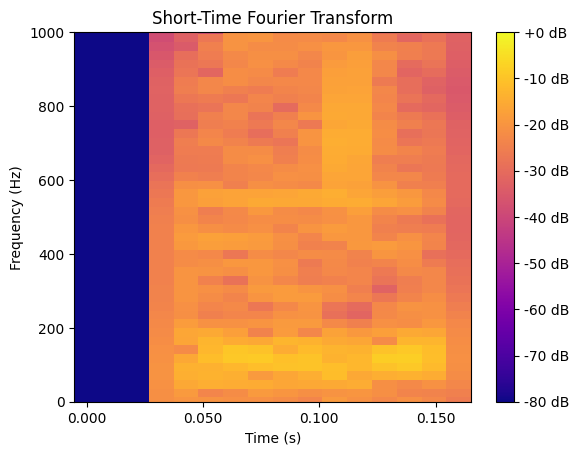 Short-Time Fourier Transform
1000
800
600
400
200
0
Frequency (Hz)
0.000
0.050
0.100
0.150
Time (s)
+0 dB
-10 dB
-20 dB
-30 dB
-40 dB
-50 dB
-60 dB
-70 dB
-80 dB